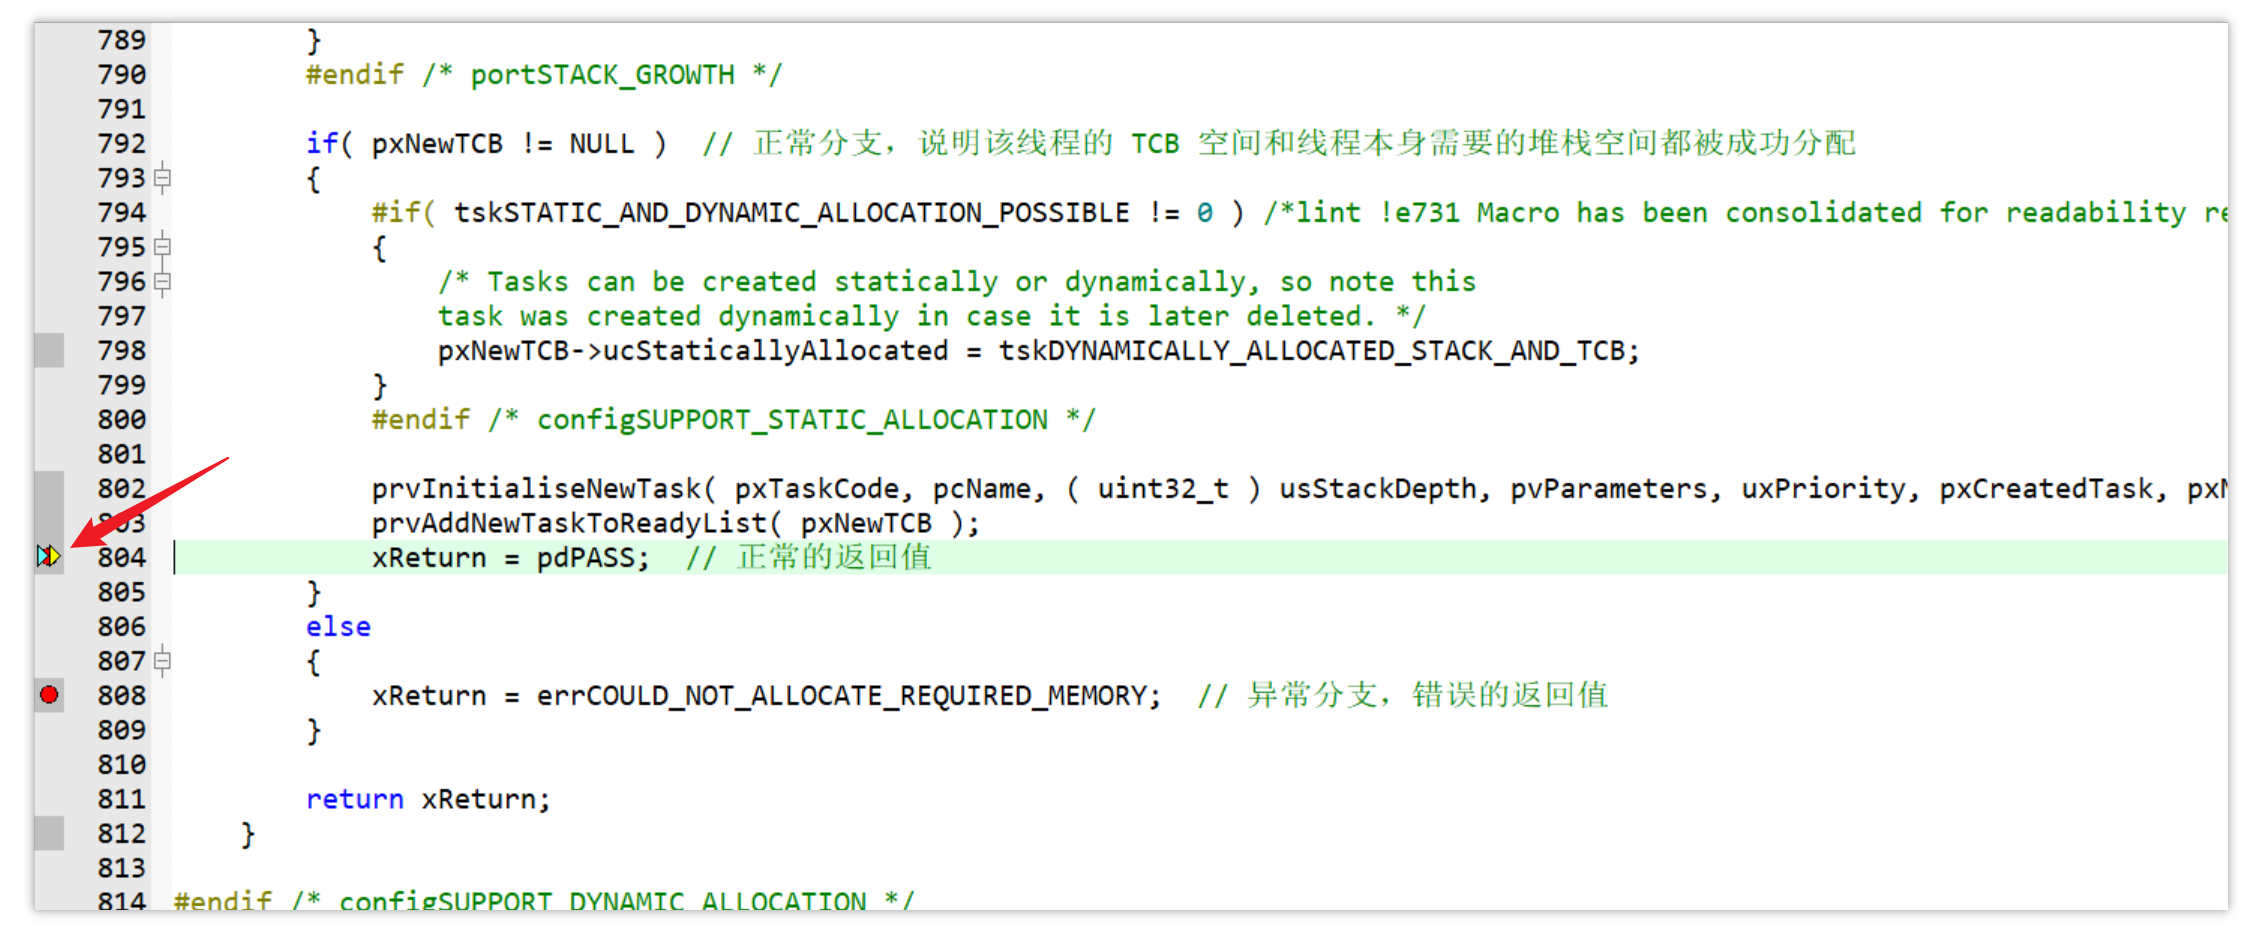 789 }
790 #endif /* portSTACK_GROWTH */
791
792 if( pxNewTCB != NULL ) // 正常分支，说明该线程的 TCB 空间和线程本身需要的堆栈空间都被成功分配
793 {
794 #if( tskSTATIC_AND_DYNAMIC_ALLOCATION_POSSIBLE != 0 ) /*lint !e731 Macro has been consolidated for readability re
795 {
796 /* Tasks can be created statically or dynamically, so note this
797 task was created dynamically in case it is later deleted. */
798 pxNewTCB->ucStaticallyAllocated = tskDYNAMICALLY_ALLOCATED_STACK_AND_TCB;
799 }
800 #endif /* configSUPPORT_STATIC_ALLOCATION */
801
802 prvInitialiseNewTask( pxTaskCode, pcName, ( uint32_t ) usStackDepth, pvParameters, uxPriority, pxCreatedTask, pxN
803 prvAddNewTaskToReadyList( pxNewTCB );
804 xReturn = pdPASS; // 正常的返回值
805 }
806 else
807 {
808 xReturn = errCOULD_NOT_ALLOCATE_REQUIRED_MEMORY; // 异常分支，错误的返回值
809 }
810
811 return xReturn;
812 }
813
814 #endif /* configSUPPORT_DYNAMIC_ALLOCATION */